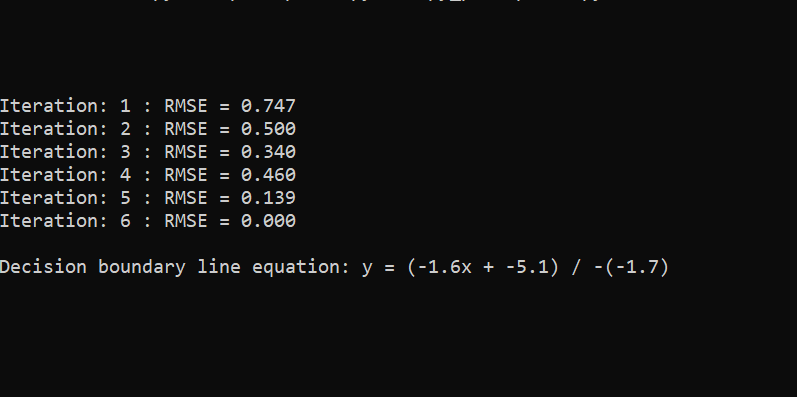 Iteration: 1 : RMSE = 0.747
Iteration: 2 : RMSE = 0.500
Iteration: 3 : RMSE = 0.340
Iteration: 4 : RMSE = 0.460
Iteration: 5 : RMSE = 0.139
Iteration: 6 : RMSE = 0.000
Decision boundary line equation: y = (-1.6x + -5.1) / -(-1.7)